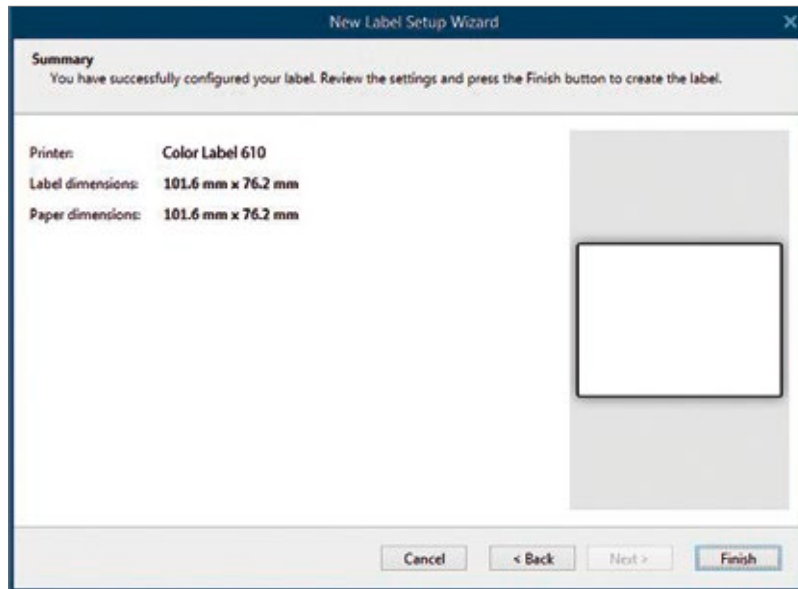 New Label Setup Wizard
Summary
You have successfully configured your label. Review the settings and press the Finish button to create the label.
Printer: Color Label 610
Label dimensions: 101.6 mm x 76.2 mm
Paper dimensions: 101.6 mm x 76.2 mm
Cancel < Back Next > Finish